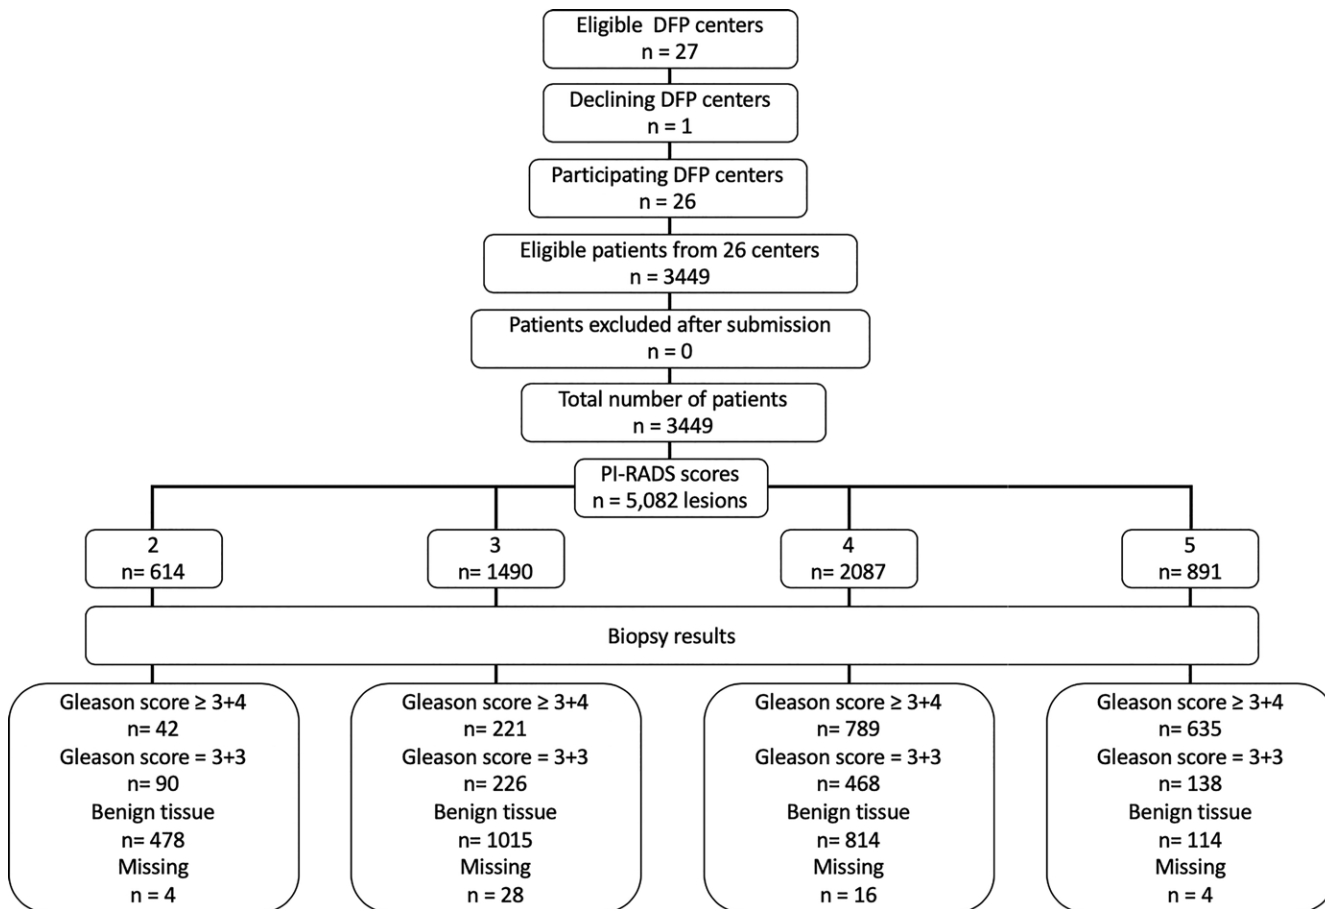 Eligible DFP centers
n = 27
Declining DFP centers
n = 1
Participating DFP centers
n = 26
Eligible patients from 26 centers
n = 3449
Patients excluded after submission
n = 0
Total number of patients
n = 3449
PI-RADS scores
n = 5,082 lesions
2
n= 614
3
n= 1490
4
n= 2087
5
n= 891
Biopsy results
Gleason score ≥ 3+4
n= 42
Gleason score = 3+3
n= 90
Benign tissue
n= 478
Missing
n = 4
Gleason score ≥ 3+4
n= 221
Gleason score = 3+3
n= 226
Benign tissue
n= 1015
Missing
n = 28
Gleason score ≥ 3+4
n= 789
Gleason score = 3+3
n= 468
Benign tissue
n= 814
Missing
n = 16
Gleason score ≥ 3+4
n= 635
Gleason score = 3+3
n= 138
Benign tissue
n= 114
Missing
n = 4